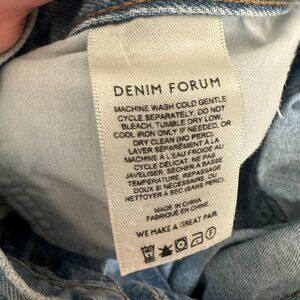 DENIM FORUM
MACHINE WASH COLD GENTLE
CYCLE SEPARATELY, DO NOT
BLEACH, TUMBLE DRY LOW,
COOL IRON ONLY IF NEEDED, OR
DRY CLEAN (NO PERC).
LAVER SÉPARÉMENT À LA
MACHINE À L'EAU FROIDE AU
CYCLE DÉLICAT. NE PAS
JAVELISER, SÉCHER À BASSE
TEMPÉRATURE, REPASSAGE
DOUX SI NÉCESSAIRE, OU
NETTOYER À SEC (SANS PERC).
MADE IN CHINA
FABRIQUÉ EN CHINE
WE MAKE A GREAT PAIR.